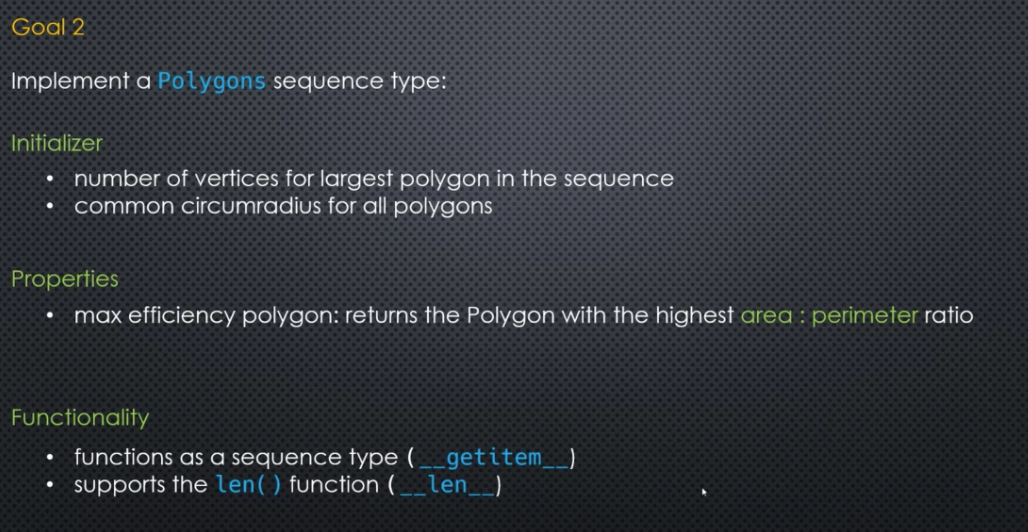 Goal 2
Implement a Polygons sequence type:
Initializer
• number of vertices for largest polygon in the sequence
• common circumradius for all polygons
Properties
• max efficiency polygon: returns the Polygon with the highest area : perimeter ratio
Functionality
• functions as a sequence type (__getitem__)
• supports the len() function (__len__)